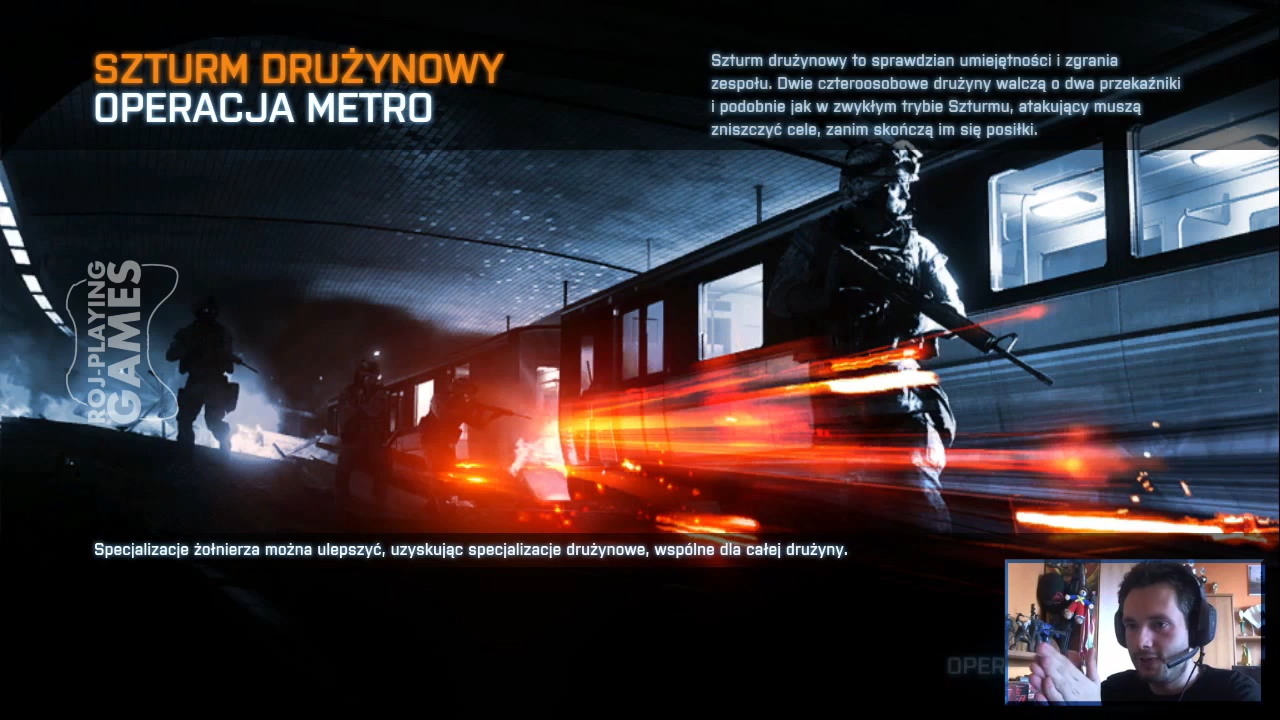 SZTURM DRUŻYNOWY
OPERACJA METRO
Szturm drużynowy to sprawdzian umiejętności i zgrania
zespołu. Dwie czteroosobowe drużyny walczą o dwa przekaźniki
i podobnie jak w zwykłym trybie Szturmu, atakujący muszą
zniszczyć cele, zanim skończą im się posiłki.
ROJ-PLAYING
GAMES
Specjalizacje żołnierza można ulepszyć, uzyskując specjalizacje drużynowe, wspólne dla całej drużyny.
OPER